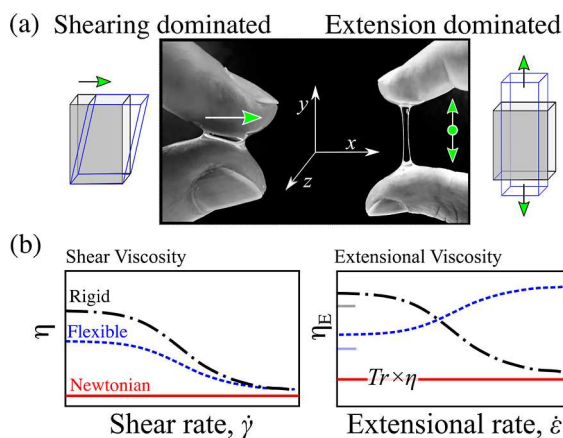 (a) Shearing dominated Extension dominated
y
x
z
(b) Shear Viscosity Extensional Viscosity
Rigid
Flexible
Newtonian
η
Shear rate, γ̇
η_E
Tr×η
Extensional rate, ε̇